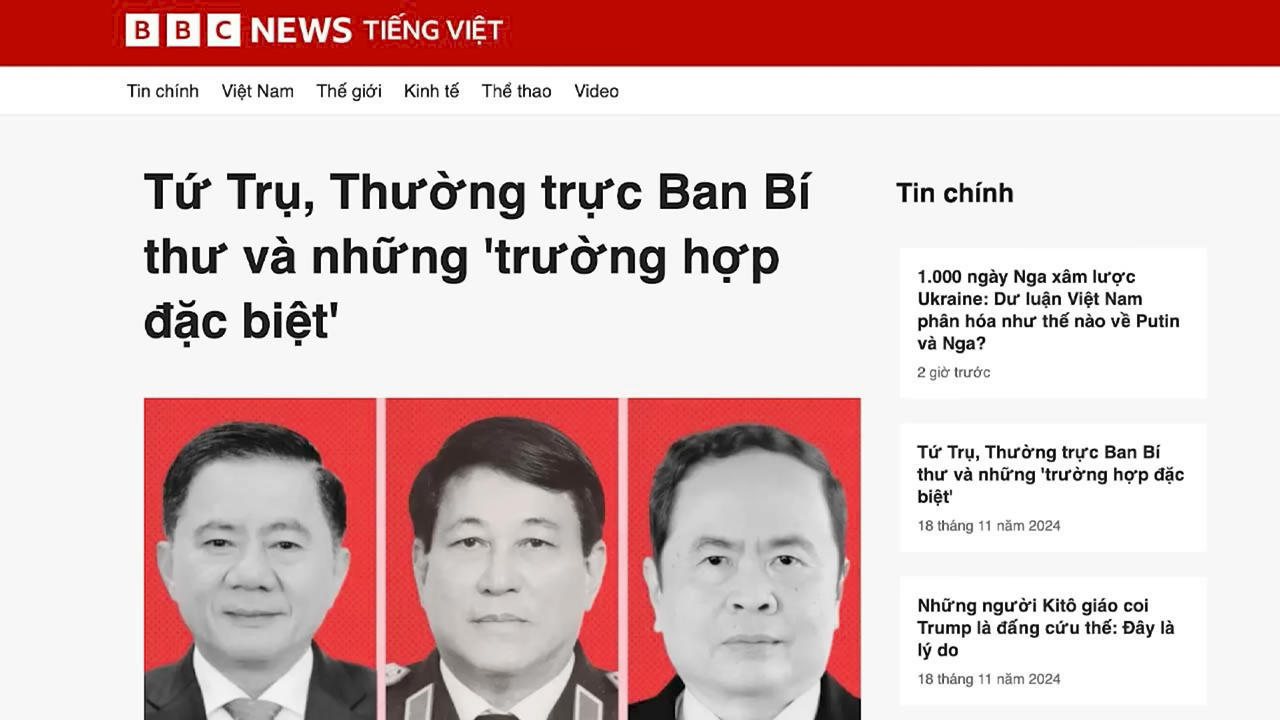 BBC NEWS TIẾNG VIỆT
Tin chính Việt Nam Thế giới Kinh tế Thể thao Video
Tứ Trụ, Thường trực Ban Bí
thư và những 'trường hợp
đặc biệt'
Tin chính
1.000 ngày Nga xâm lược
Ukraine: Dư luận Việt Nam
phân hóa như thế nào về Putin
và Nga?
2 giờ trước
Tứ Trụ, Thường trực Ban Bí
thư và những 'trường hợp đặc
biệt'
18 tháng 11 năm 2024
Những người Kitô giáo coi
Trump là đấng cứu thế: Đây là
lý do
18 tháng 11 năm 2024